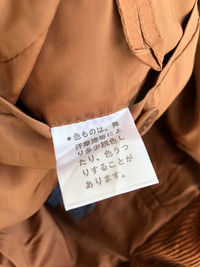 ●色ものは、発
汗摩擦等によ
り多少脱色し
たり、色うつ
りすることが
あります。